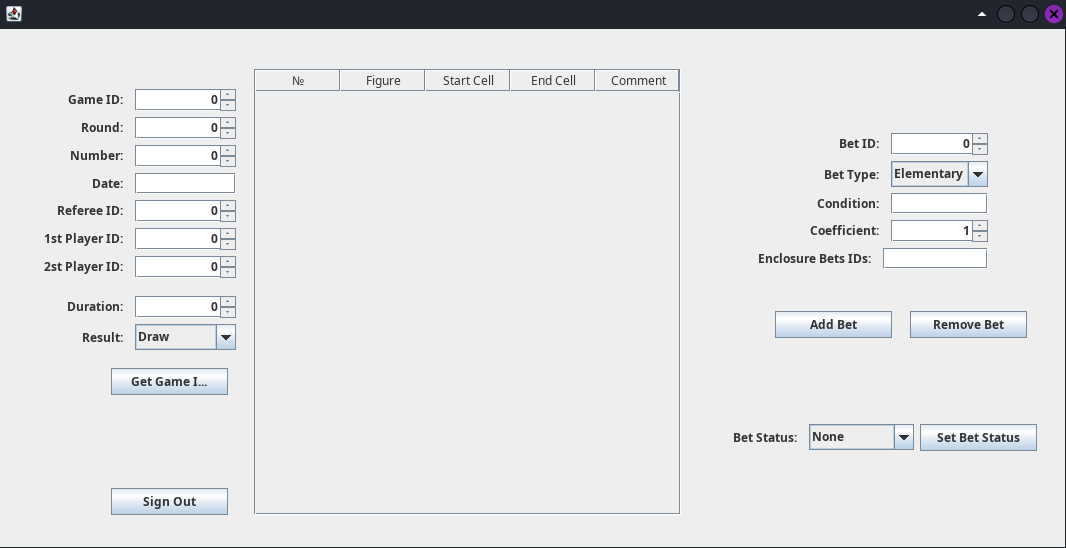 № Figure Start Cell End Cell Comment
Game ID: 0
Round: 0
Number: 0
Date:
Referee ID: 0
1st Player ID: 0
2st Player ID: 0
Duration: 0
Result: Draw
Get Game I...
Sign Out
Bet ID: 0
Bet Type: Elementary
Condition:
Coefficient: 1
Enclosure Bets IDs:
Add Bet Remove Bet
Bet Status: None Set Bet Status